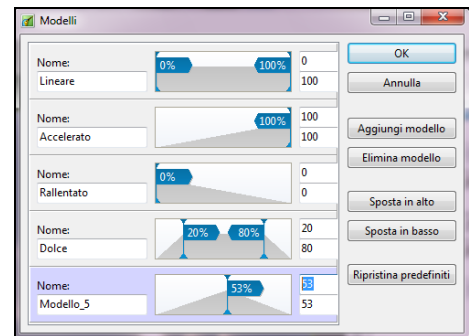 Modelli
Nome:
Lineare
0% 100%
0
100
Nome:
Accelerato
100%
100
100
Nome:
Rallentato
0%
0
0
Nome:
Dolce
20% 80%
20
80
Nome:
Modello_5
53%
53
53
OK
Annulla
Aggiungi modello
Elimina modello
Sposta in alto
Sposta in basso
Ripristina predefiniti